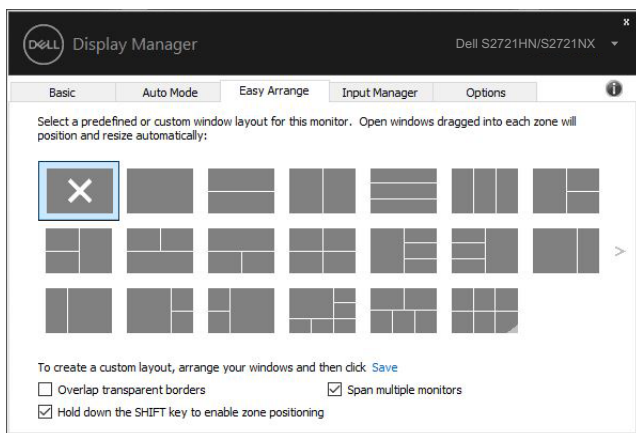 x
DELL Display Manager Dell S2721HN/S2721NX
Basic Auto Mode Easy Arrange Input Manager Options
Select a predefined or custom window layout for this monitor. Open windows dragged into each zone will
position and resize automatically:
To create a custom layout, arrange your windows and then click Save
Overlap transparent borders Span multiple monitors
Hold down the SHIFT key to enable zone positioning